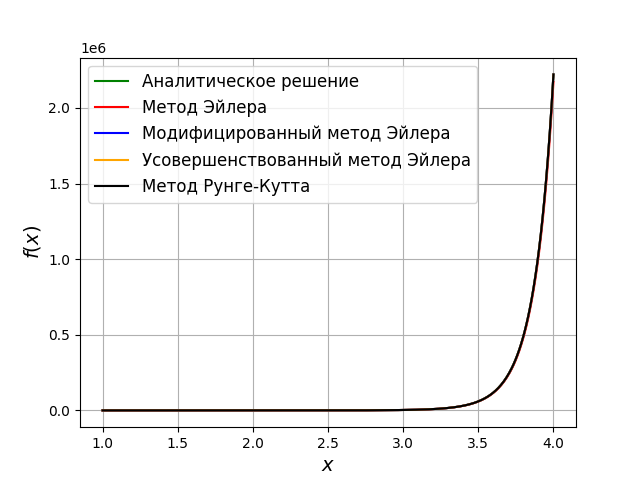 1e6
Аналитическое решение
Метод Эйлера
Модифицированный метод Эйлера
Усовершенствованный метод Эйлера
Метод Рунге-Кутта
2.0
1.5
1.0
0.5
0.0
f(x)
1.0 1.5 2.0 2.5 3.0 3.5 4.0
x